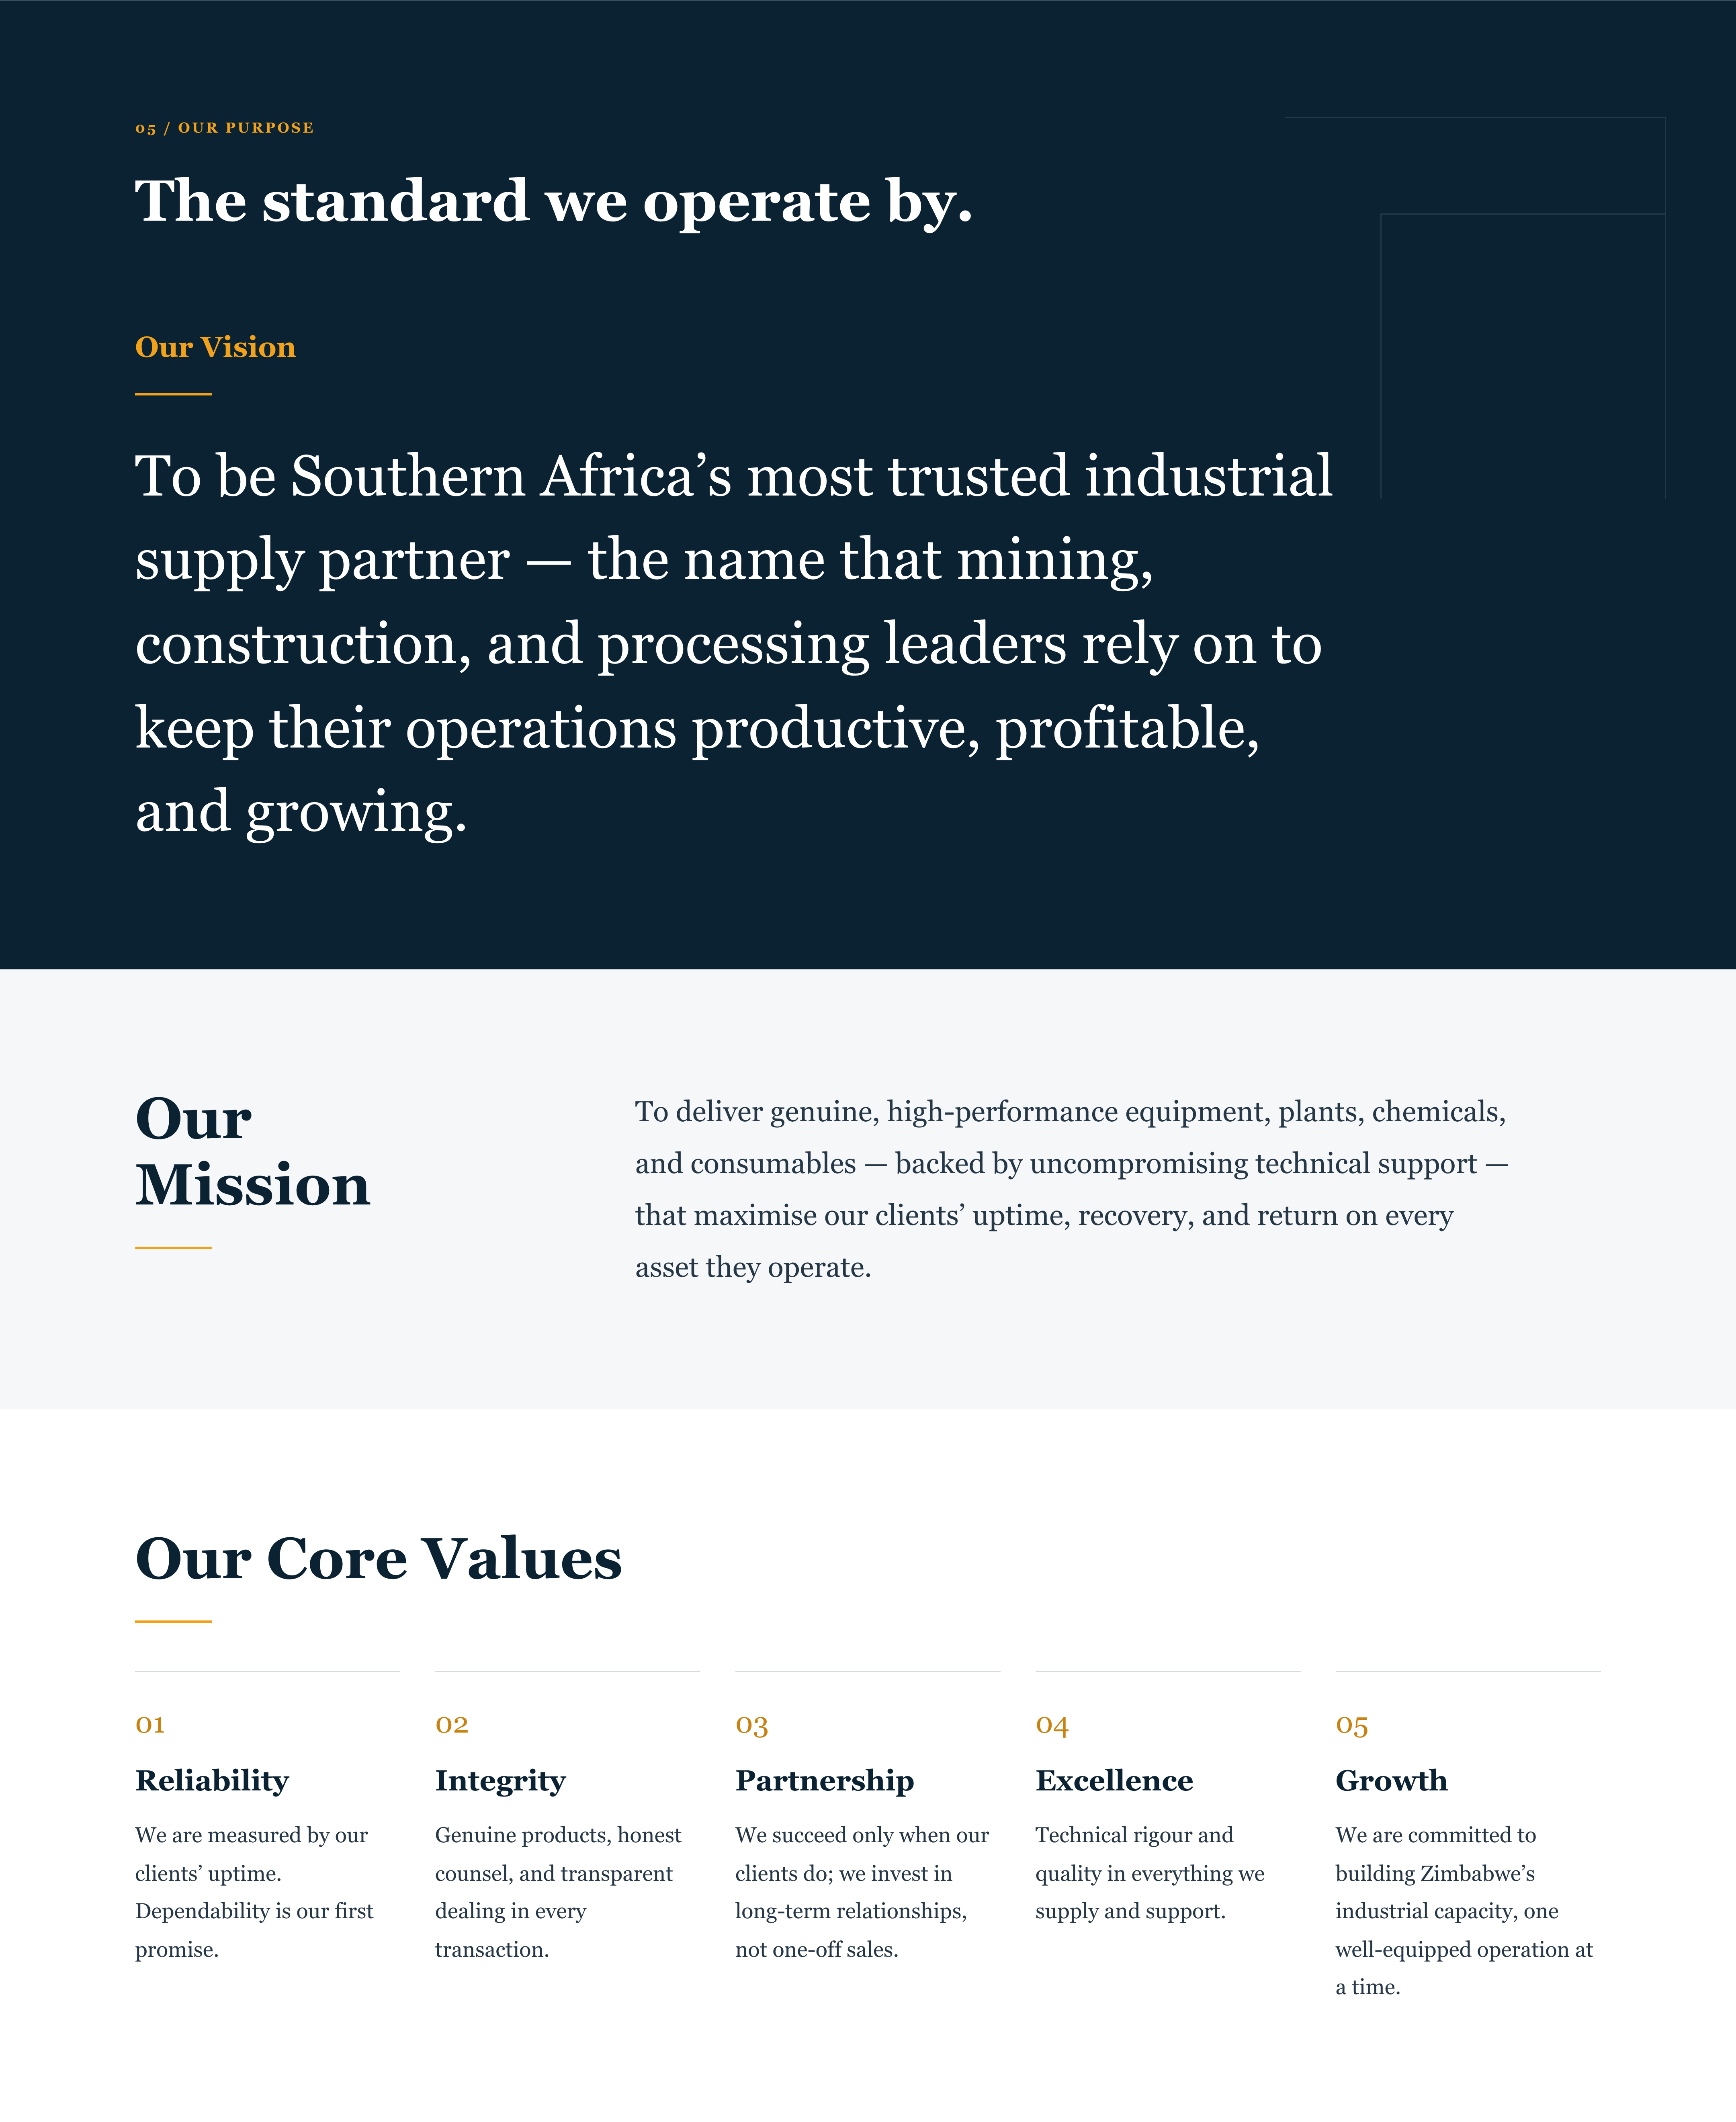 05 / OUR PURPOSE
The standard we operate by.
Our Vision
To be Southern Africa’s most trusted industrial
supply partner — the name that mining,
construction, and processing leaders rely on to
keep their operations productive, profitable,
and growing.
Our
Mission
To deliver genuine, high-performance equipment, plants, chemicals,
and consumables — backed by uncompromising technical support —
that maximise our clients’ uptime, recovery, and return on every
asset they operate.
Our Core Values
01
Reliability
We are measured by our
clients’ uptime.
Dependability is our first
promise.
02
Integrity
Genuine products, honest
counsel, and transparent
dealing in every
transaction.
03
Partnership
We succeed only when our
clients do; we invest in
long-term relationships,
not one-off sales.
04
Excellence
Technical rigour and
quality in everything we
supply and support.
05
Growth
We are committed to
building Zimbabwe’s
industrial capacity, one
well-equipped operation at
a time.